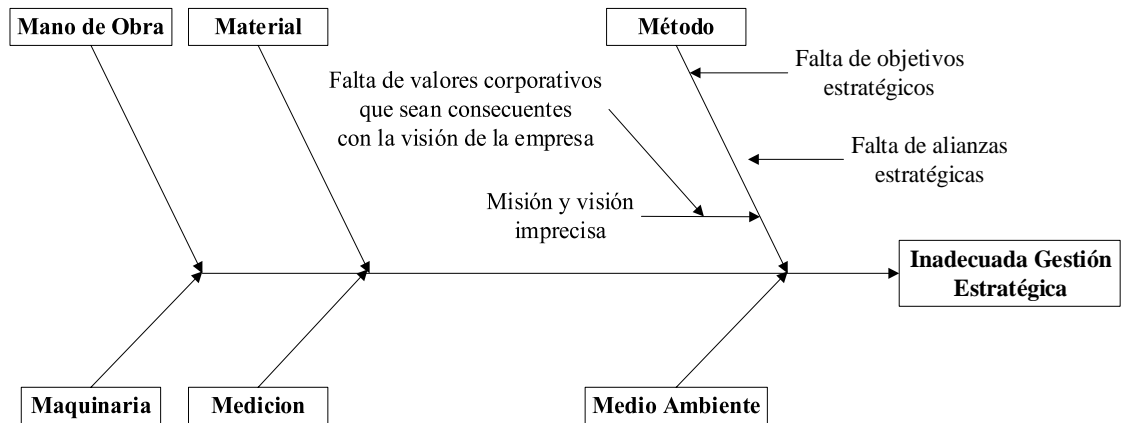 Mano de Obra
Material
Método
Falta de objetivos
estratégicos
Falta de valores corporativos
que sean consecuentes
con la visión de la empresa
Falta de alianzas
estratégicas
Misión y visión
imprecisa
Inadecuada Gestión
Estratégica
Maquinaria
Medicion
Medio Ambiente